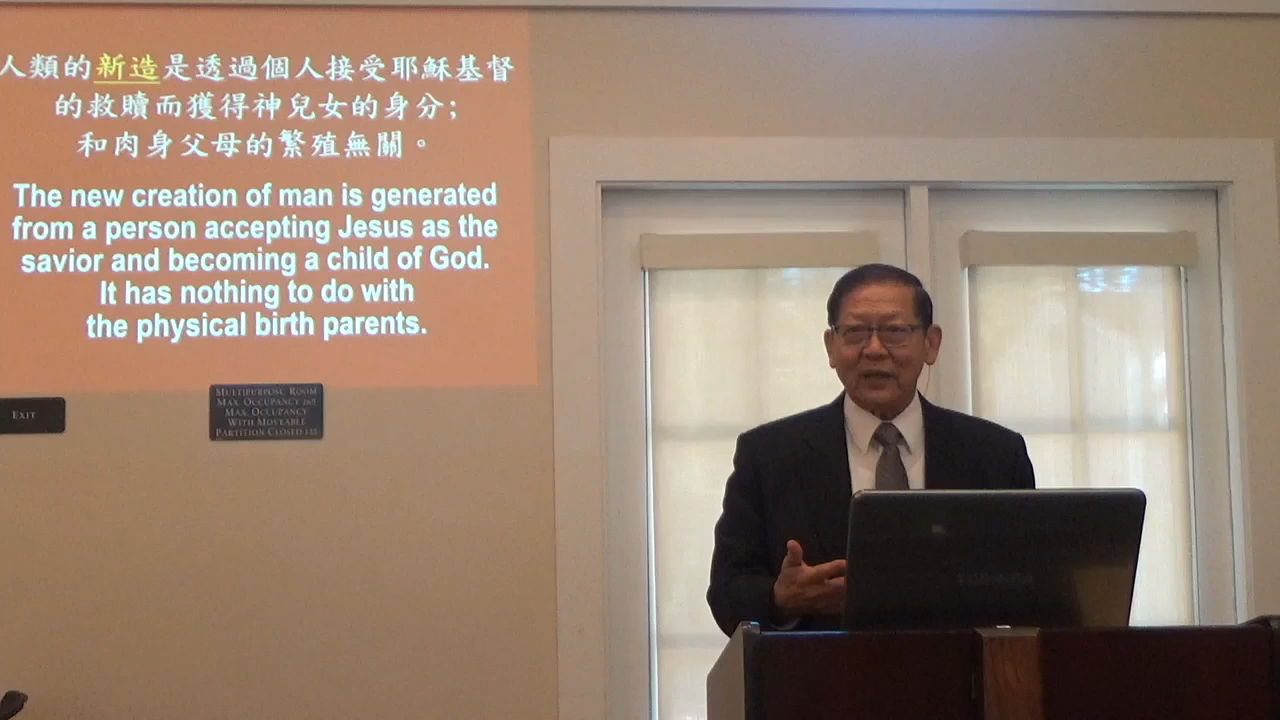 人類的新造是透過個人接受耶穌基督
的救贖而獲得神兒女的身分;
和肉身父母的繁殖無關。
The new creation of man is generated
from a person accepting Jesus as the
savior and becoming a child of God.
It has nothing to do with
the physical birth parents.
EXIT
MULTIPURPOSE ROOM
MAX. OCCUPANCY
MAX. OCCUPANCY
WITH MOVEABLE
PARTITION CLOSED